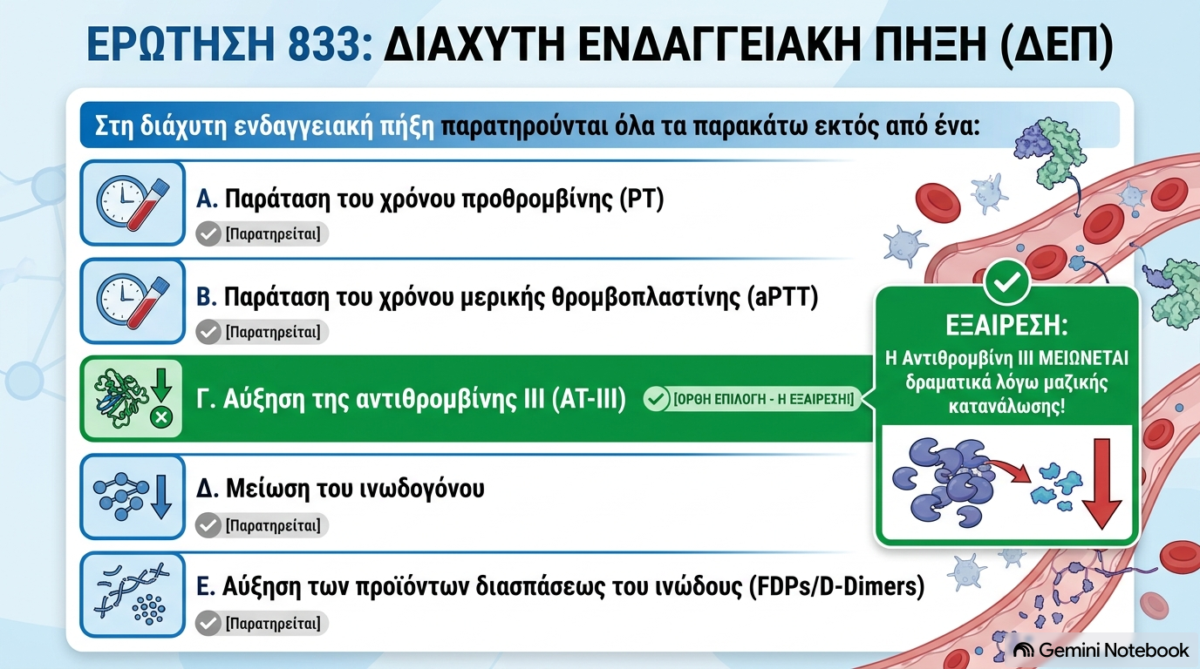 ΕΡΩΤΗΣΗ 833: ΔΙΑΧΥΤΗ ΕΝΔΑΓΓΕΙΑΚΗ ΠΗΞΗ (ΔΕΠ)
Στη διάχυτη ενδαγγειακή πήξη παρατηρούνται όλα τα παρακάτω εκτός από ένα:
Α. Παράταση του χρόνου προθρομβίνης (PT)
[Παρατηρείται]
Β. Παράταση του χρόνου μερικής θρομβοπλαστίνης (aPTT)
[Παρατηρείται]
Γ. Αύξηση της αντιθρομβίνης ΙΙΙ (AT-III)
[ΟΡΘΗ ΕΠΙΛΟΓΗ - Η ΕΞΑΙΡΕΣΗ!]
ΕΞΑΙΡΕΣΗ:
Η Αντιθρομβίνη ΙΙΙ ΜΕΙΩΝΕΤΑΙ
δραματικά λόγω μαζικής
κατανάλωσης!
Δ. Μείωση του ινωδογόνου
[Παρατηρείται]
Ε. Αύξηση των προϊόντων διασπάσεως του ινώδους (FDPs/D-Dimers)
[Παρατηρείται]
Gemini Notebook